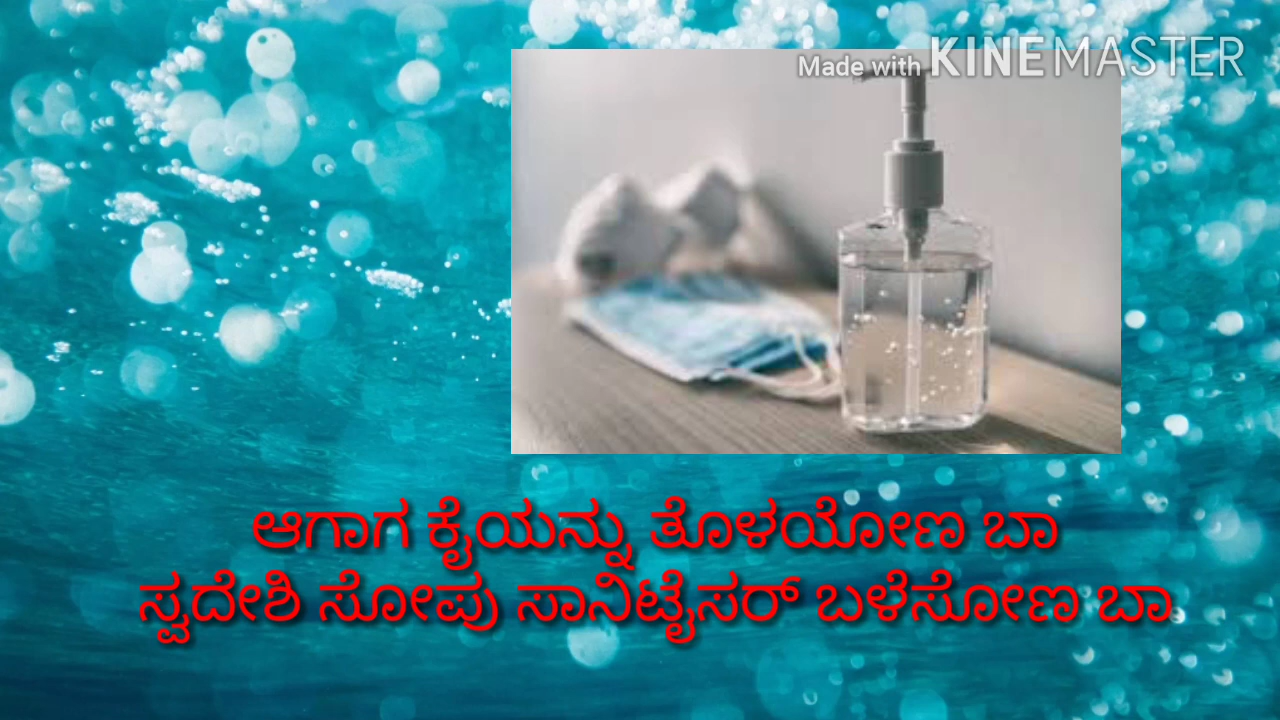 Made with KINEMASTER
ಆಗಾಗ ಕೈಯನ್ನು ತೊಳಯೋಣ ಬಾ
ಸ್ವದೇಶಿ ಸೋಪು ಸಾನಿಟೈಸರ್ ಬಳೆಸೋಣ ಬಾ